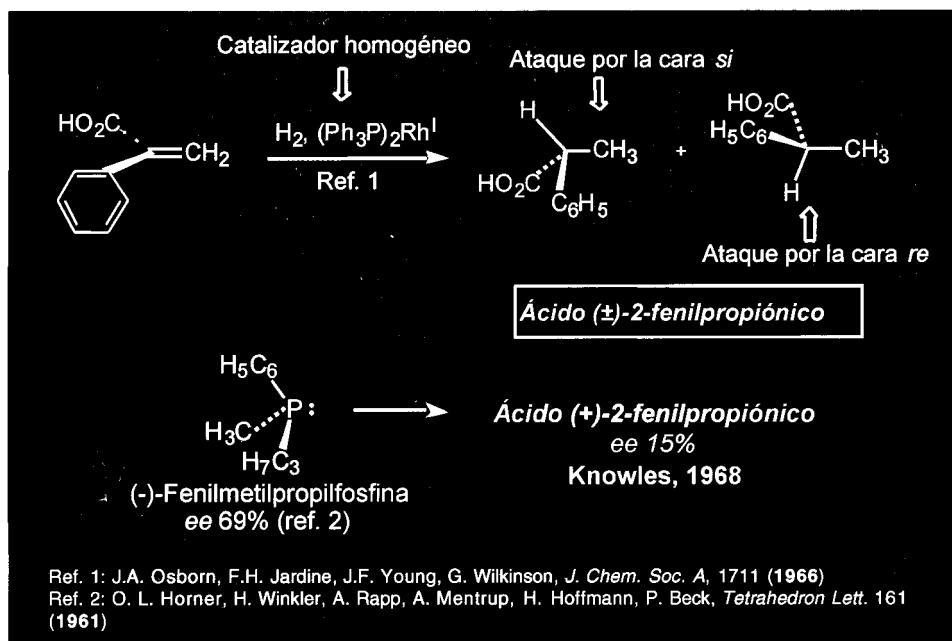 Catalizador homogéneo
Ataque por la cara si
HO₂C
CH₂
H₂, (Ph₃P)₂Rhᴵ
Ref. 1
H
CH₃
HO₂C
C₆H₅
+
HO₂C
H₅C₆
CH₃
H
Ataque por la cara re
Ácido (±)-2-fenilpropiónico
H₅C₆
P:
H₃C
H₇C₃
(-)-Fenilmetilpropilfosfina
ee 69% (ref. 2)
Ácido (+)-2-fenilpropiónico
ee 15%
Knowles, 1968
Ref. 1: J.A. Osborn, F.H. Jardine, J.F. Young, G. Wilkinson, J. Chem. Soc. A, 1711 (1966)
Ref. 2: O. L. Horner, H. Winkler, A. Rapp, A. Mentrup, H. Hoffmann, P. Beck, Tetrahedron Lett. 161
(1961)